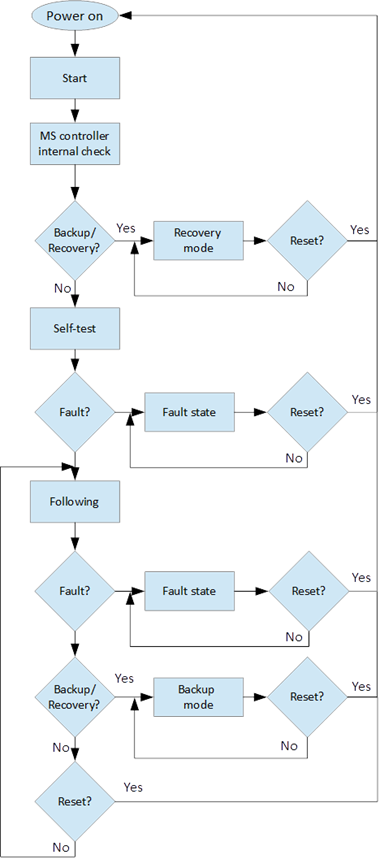 Power on
Start
MS controller
internal check
Backup/
Recovery?
Yes
Recovery
mode
Reset?
Yes
No
No
Self-test
Fault?
Fault state
Reset?
Yes
No
Following
Fault?
Fault state
Reset?
Yes
No
Backup/
Recovery?
Yes
Backup
mode
Reset?
Yes
No
No
Reset?
Yes
No